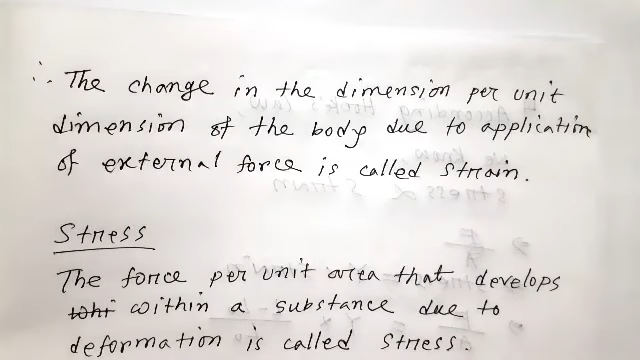 ∴ The change in the dimension per unit
dimension of the body due to application
of external force is called strain.
Stress
The force per unit area that develops
within a substance due to
deformation is called stress.